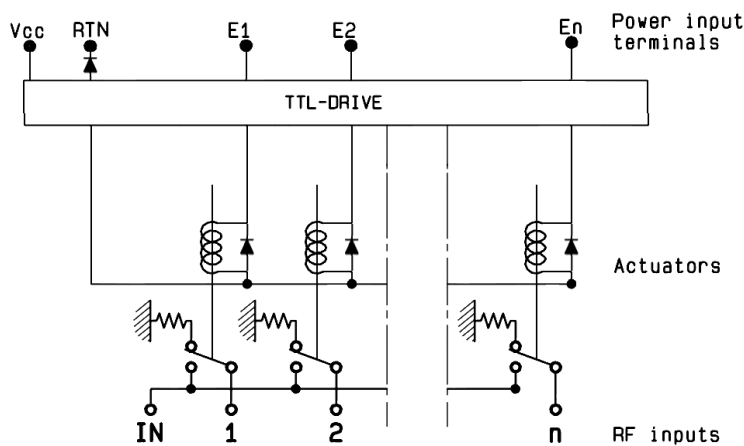 Vcc RTN E1 E2 En Power input
terminals
TTL-DRIVE
Actuators
IN 1 2 n RF inputs